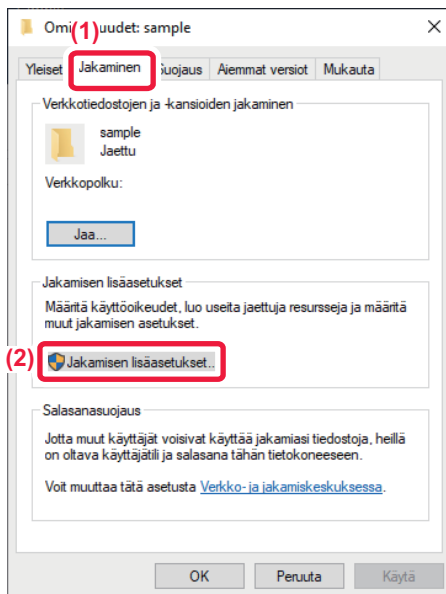 (1)
sample
Yleiset Jakaminen Aiemmat versiot Mukauta
Verkkotiedostojen ja -kansioiden jakaminen
sample
Jaettu
Verkkopolku:
Jaa...
Jakamisen lisäasetukset
Määritä käyttöoikeudet, luo useita jaettuja resursseja ja määritä
muut jakamisen asetukset.
(2)
Jakamisen lisäasetukset..
Salasanasuojaus
Jotta muut käyttäjät voisivat käyttää jakamiasi tiedostoja, heillä
on oltava käyttäjätili ja salasana tähän tietokoneeseen.
Voit muuttaa tätä asetusta Verkko- ja jakamiskeskuksessa.
OK Peruuta Käytä